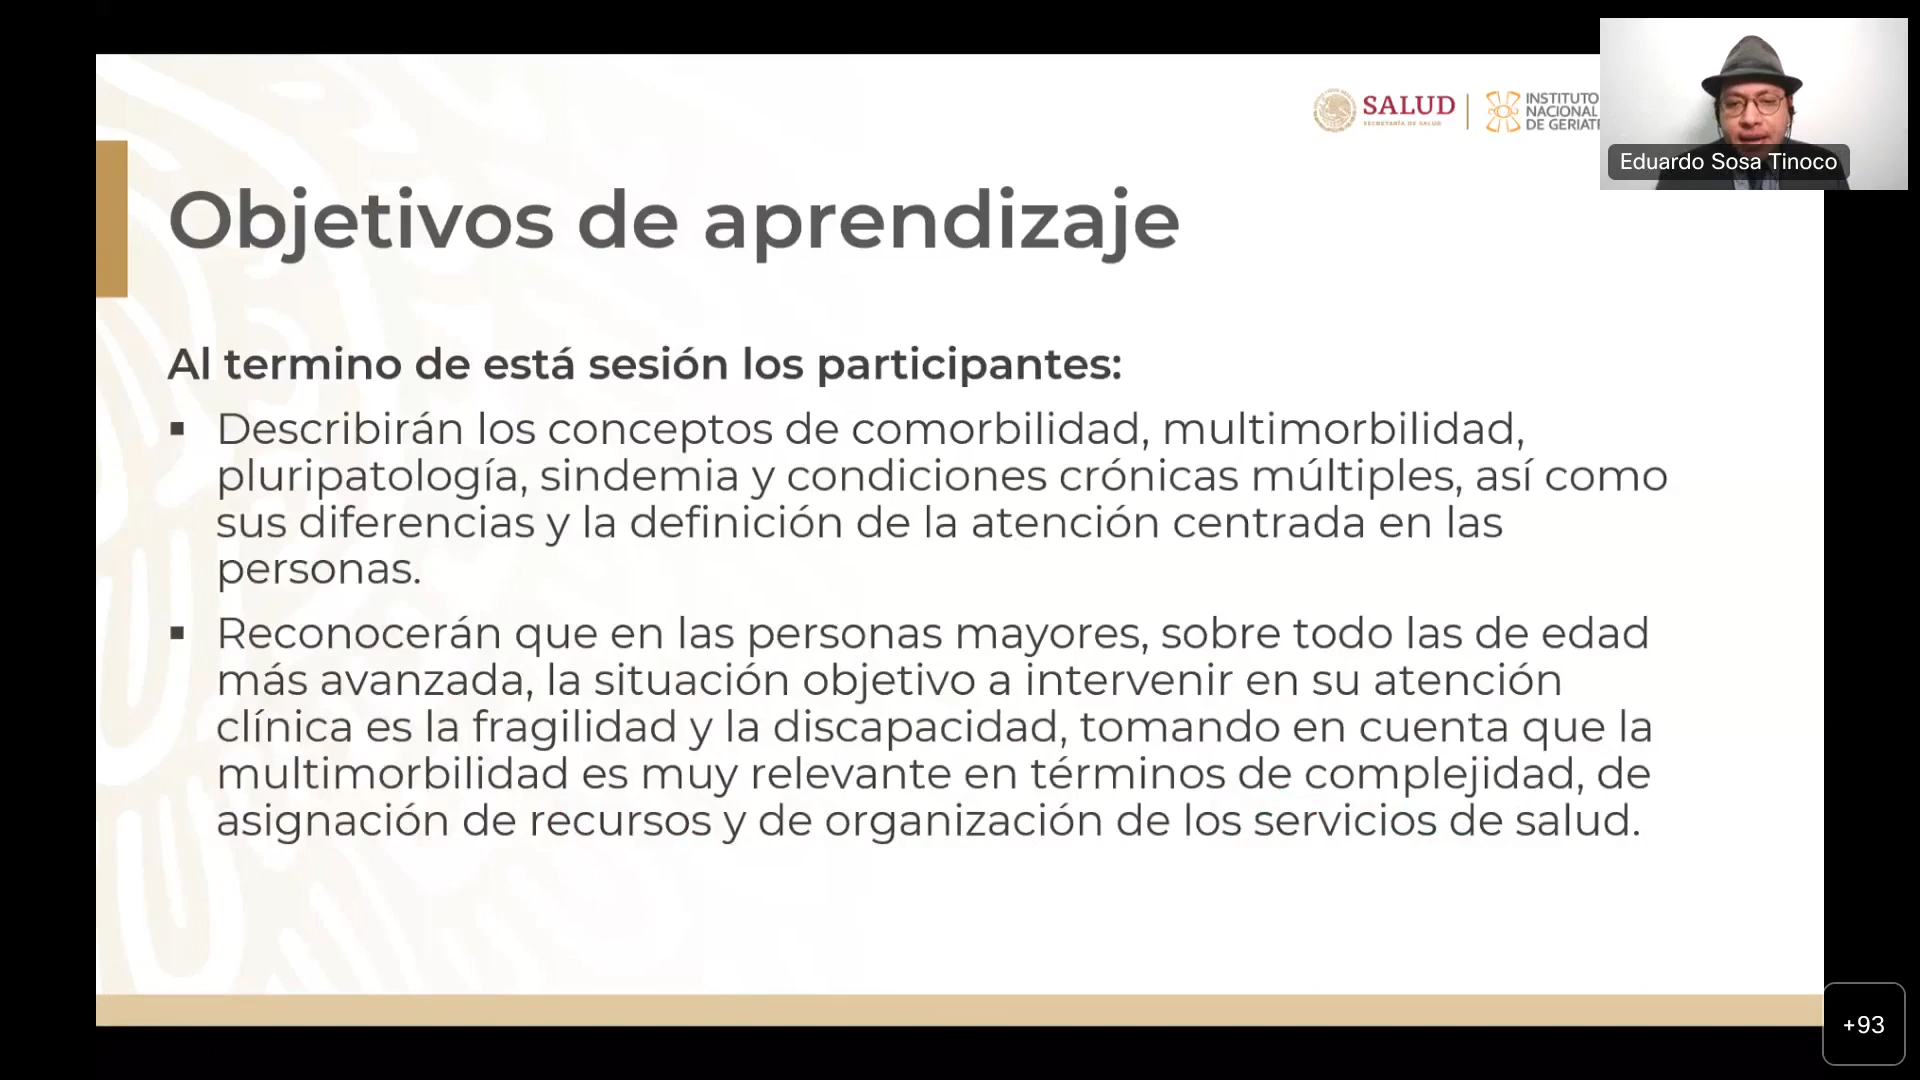 SALUD
SECRETARÍA DE SALUD
INSTITUTO
NACIONAL
DE GERIAT
Eduardo Sosa Tinoco
Objetivos de aprendizaje
Al termino de está sesión los participantes:
▪ Describirán los conceptos de comorbilidad, multimorbilidad,
pluripatología, sindemia y condiciones crónicas múltiples, así como
sus diferencias y la definición de la atención centrada en las
personas.
▪ Reconocerán que en las personas mayores, sobre todo las de edad
más avanzada, la situación objetivo a intervenir en su atención
clínica es la fragilidad y la discapacidad, tomando en cuenta que la
multimorbilidad es muy relevante en términos de complejidad, de
asignación de recursos y de organización de los servicios de salud.
+93